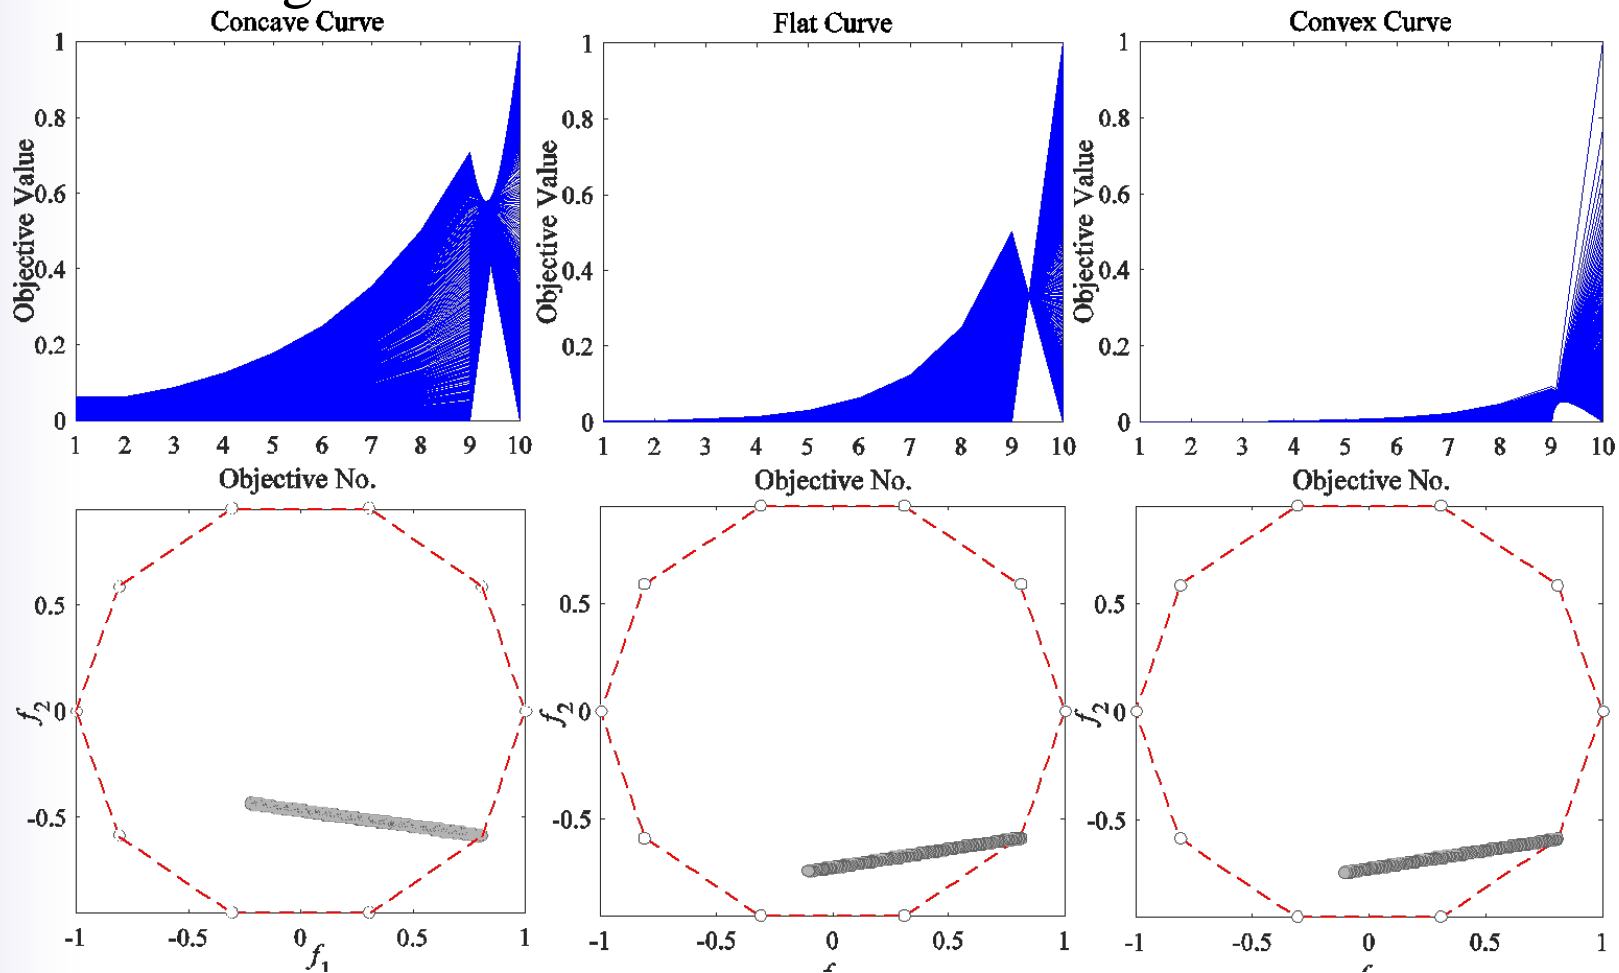 Concave Curve
1
0.8
0.6
0.4
0.2
0
Objective Value
1 2 3 4 5 6 7 8 9 10
Objective No.
Flat Curve
1
0.8
0.6
0.4
0.2
0
Objective Value
1 2 3 4 5 6 7 8 9 10
Objective No.
Convex Curve
1
0.8
0.6
0.4
0.2
0
Objective Value
1 2 3 4 5 6 7 8 9 10
Objective No.
0.5
0
-0.5
f2
-1 -0.5 0 0.5 1
f1
0.5
0
-0.5
f2
-1 -0.5 0 0.5 1
0.5
0
-0.5
f2
-1 -0.5 0 0.5 1